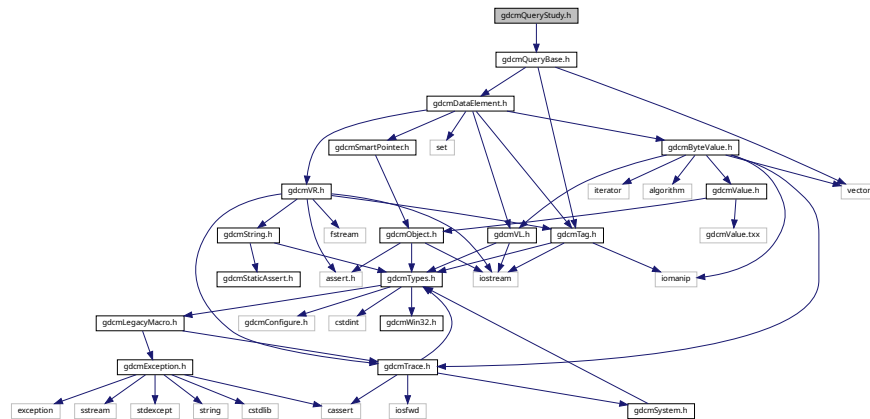 gdcmQueryStudy.h
gdcmQueryBase.h
gdcmDataElement.h
gdcmSmartPointer.h
set
gdcmByteValue.h
gdcmVR.h
iterator
algorithm
gdcmValue.h
vector
gdcmString.h
fstream
gdcmObject.h
gdcmVL.h
gdcmTag.h
gdcmValue.txx
gdcmStaticAssert.h
assert.h
gdcmTypes.h
iostream
iomanip
gdcmLegacyMacro.h
gdcmConfigure.h
cstdint
gdcmWin32.h
gdcmException.h
gdcmTrace.h
exception
sstream
stdexcept
string
cstdlib
cassert
iosfwd
gdcmSystem.h